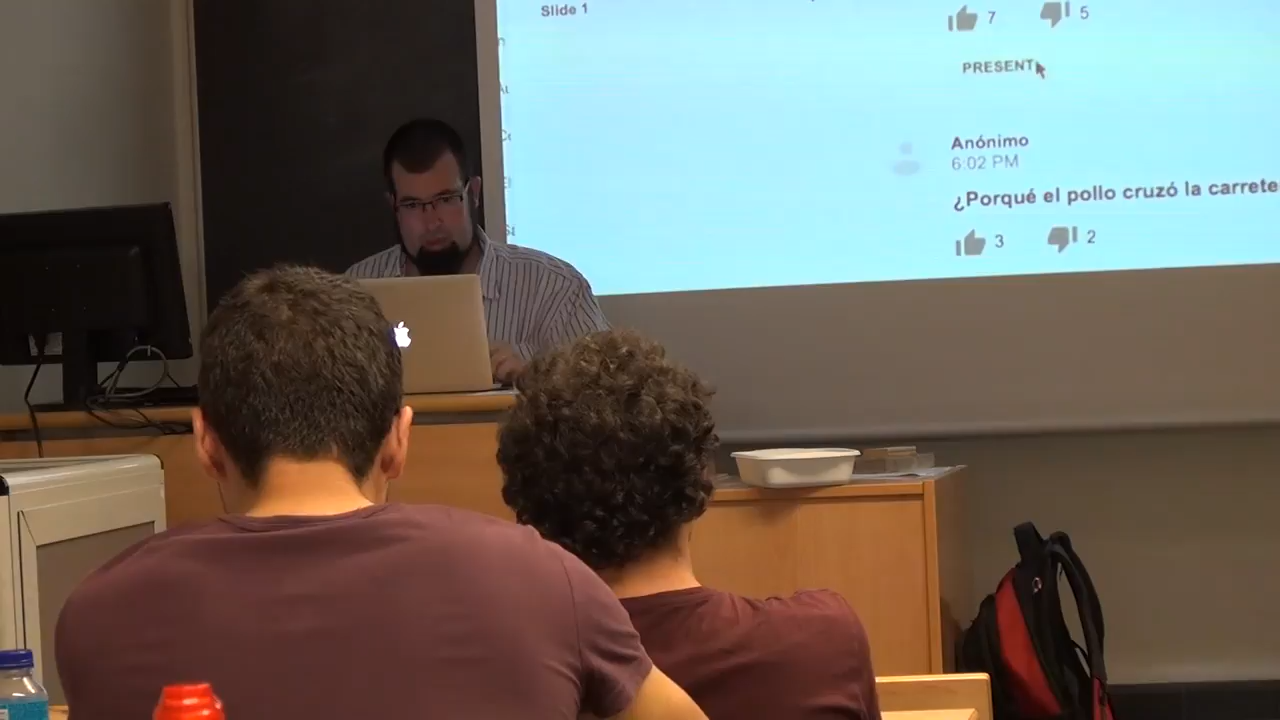 Slide 1
7 5
PRESENT
Anónimo
6:02 PM
¿Porqué el pollo cruzó la carrete
3 2